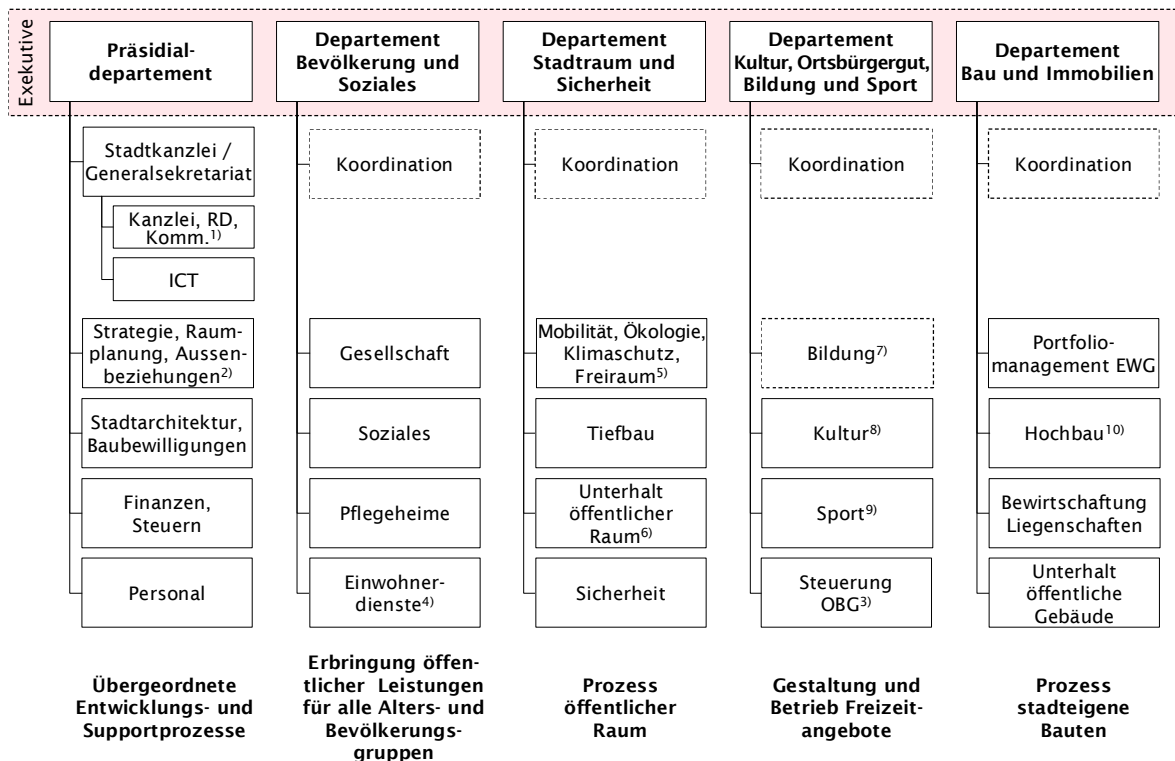 Exekutive
Präsidial-
departement
Departement
Bevölkerung und
Soziales
Departement
Stadtraum und
Sicherheit
Departement
Kultur, Ortsbürgergut,
Bildung und Sport
Departement
Bau und Immobilien
Stadtkanzlei /
Generalsekretariat
Kanzlei, RD,
Komm.1)
ICT
Strategie, Raum-
planung, Aussen-
beziehungen2)
Stadtarchitektur,
Baubewilligungen
Finanzen,
Steuern
Personal
Übergeordnete
Entwicklungs- und
Supportprozesse
Koordination
Gesellschaft
Soziales
Pflegeheime
Einwohner-
dienste4)
Erbringung öffen-
tlicher Leistungen
für alle Alters- und
Bevölkerungs-
gruppen
Koordination
Mobilität, Ökologie,
Klimaschutz,
Freiraum5)
Tiefbau
Unterhalt
öffentlicher
Raum6)
Sicherheit
Prozess
öffentlicher
Raum
Koordination
Bildung7)
Kultur8)
Sport9)
Steuerung
OBG3)
Gestaltung und
Betrieb Freizeit-
angebote
Koordination
Portfolio-
management EWG
Hochbau10)
Bewirtschaftung
Liegenschaften
Unterhalt
öffentliche
Gebäude
Prozess
stadteigene
Bauten